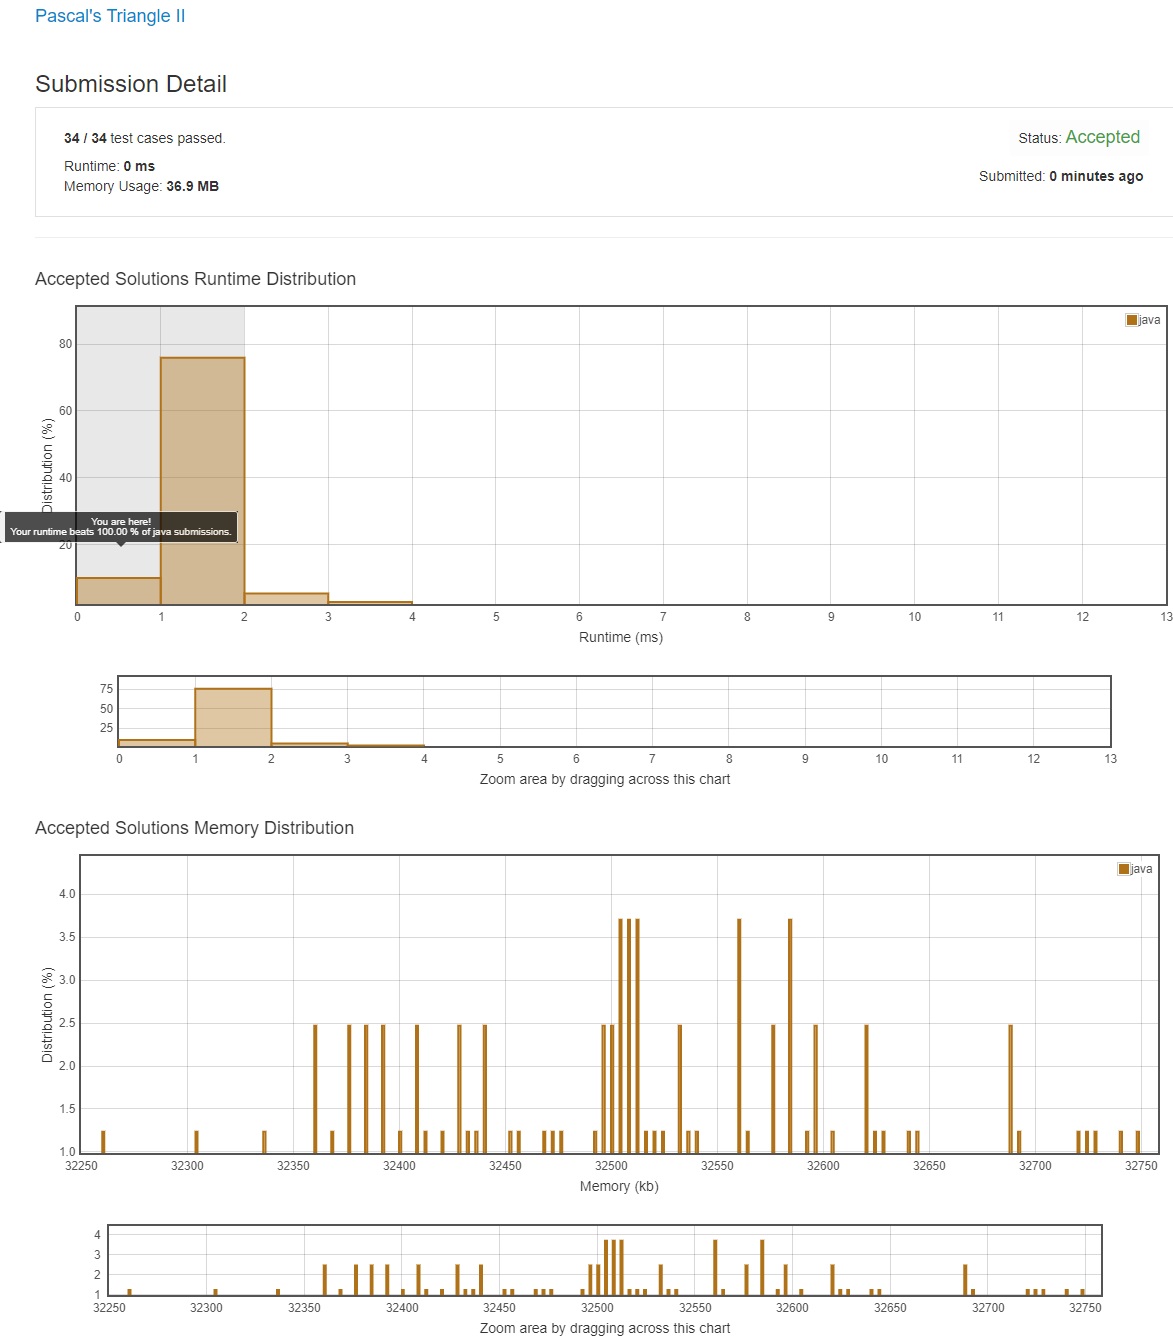 Pascal's Triangle II
Submission Detail
34 / 34 test cases passed.
Status: Accepted
Runtime: 0 ms
Submitted: 0 minutes ago
Memory Usage: 36.9 MB
Accepted Solutions Runtime Distribution
java
80
60
40
20
Distribution (%)
You are here!
Your runtime beats 100.00 % of java submissions.
0 1 2 3 4 5 6 7 8 9 10 11 12 13
Runtime (ms)
75
50
25
0 1 2 3 4 5 6 7 8 9 10 11 12 13
Zoom area by dragging across this chart
Accepted Solutions Memory Distribution
java
4.0
3.5
3.0
2.5
2.0
1.5
1.0
Distribution (%)
32250 32300 32350 32400 32450 32500 32550 32600 32650 32700 32750
Memory (kb)
4
3
2
1
32250 32300 32350 32400 32450 32500 32550 32600 32650 32700 32750
Zoom area by dragging across this chart